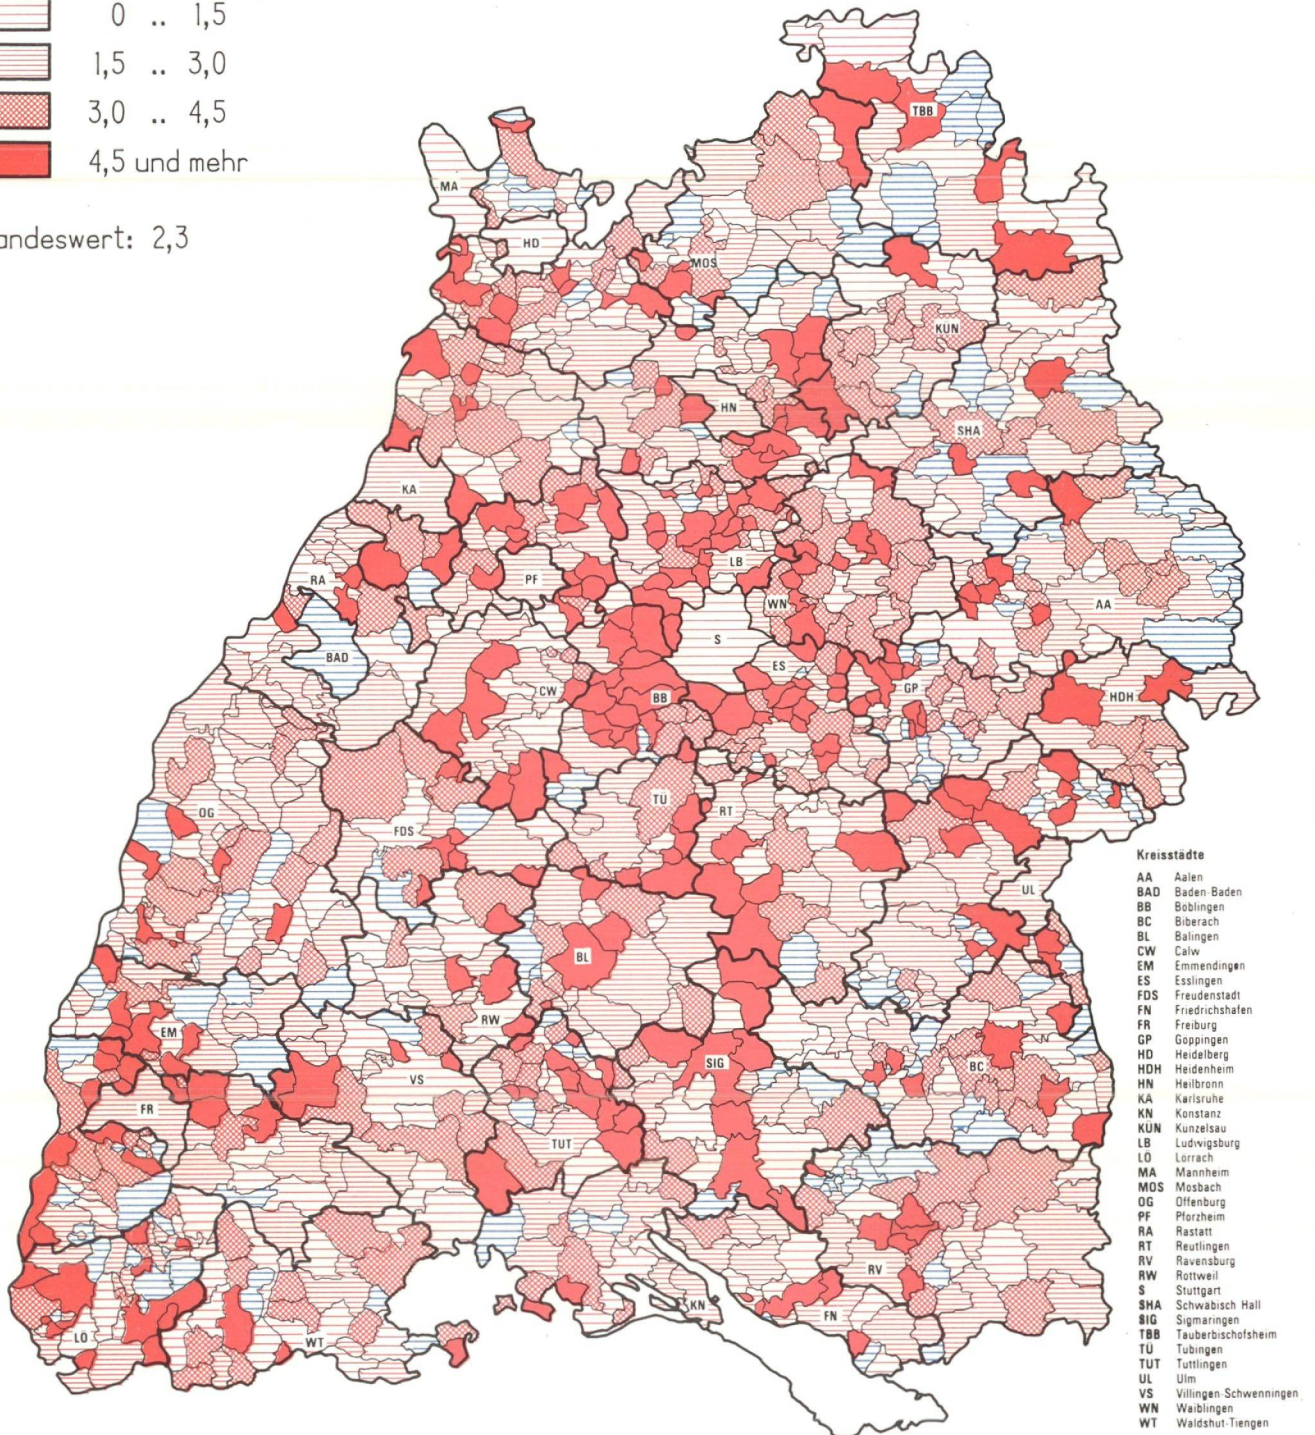 0 .. 1,5
1,5 .. 3,0
3,0 .. 4,5
4,5 und mehr
andeswert: 2,3
TBB
MA
HD
MOS
KÜN
HN
SHA
KA
LB
PF
RA
WN
AA
S
BAD
ES
CW
BB
GP
HDH
TÜ
RT
OG
FDS
UL
BL
RW
EM
SIG
BC
VS
FR
TUT
RV
KN
FN
LÖ
WT
Kreisstädte
AA Aalen
BAD Baden-Baden
BB Böblingen
BC Biberach
BL Balingen
CW Calw
EM Emmendingen
ES Esslingen
FDS Freudenstadt
FN Friedrichshafen
FR Freiburg
GP Göppingen
HD Heidelberg
HDH Heidenheim
HN Heilbronn
KA Karlsruhe
KN Konstanz
KÜN Künzelsau
LB Ludwigsburg
LÖ Lörrach
MA Mannheim
MOS Mosbach
OG Offenburg
PF Pforzheim
RA Rastatt
RT Reutlingen
RV Ravensburg
RW Rottweil
S Stuttgart
SHA Schwäbisch Hall
SIG Sigmaringen
TBB Tauberbischofsheim
TÜ Tübingen
TUT Tuttlingen
UL Ulm
VS Villingen-Schwenningen
WN Waiblingen
WT Waldshut-Tiengen